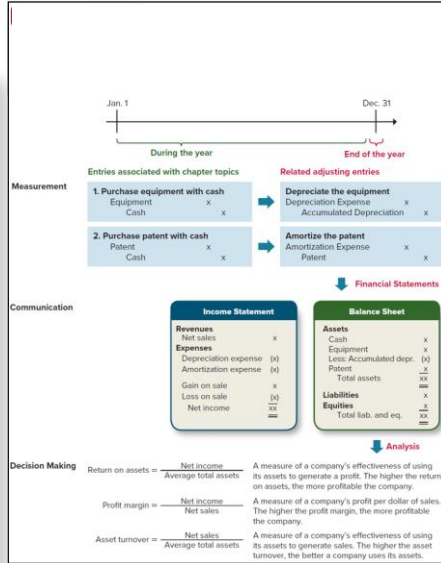 Jan. 1 Dec. 31
During the year End of the year
Entries associated with chapter topics Related adjusting entries
Measurement
1. Purchase equipment with cash Depreciate the equipment
Equipment x Depreciation Expense x
Cash x Accumulated Depreciation x
2. Purchase patent with cash Amortize the patent
Patent x Amortization Expense x
Cash x Patent x
Financial Statements
Communication
Income Statement
Revenues
Net sales x
Expenses
Depreciation expense (x)
Amortization expense (x)
Gain on sale x
Loss on sale (x)
Net income xx
Balance Sheet
Assets
Cash x
Equipment x
Less: Accumulated depr. (x)
Patent x
Total assets xx
Liabilities x
Equities x
Total liab. and eq. xx
Analysis
Decision Making
Return on assets = Net income
Average total assets
A measure of a company's effectiveness of using
its assets to generate a profit. The higher the return
on assets, the more profitable the company.
Profit margin = Net income
Net sales
A measure of a company's profit per dollar of sales.
The higher the profit margin, the more profitable
the company.
Asset turnover = Net sales
Average total assets
A measure of a company's effectiveness of using
its assets to generate sales. The higher the asset
turnover, the better a company uses its assets.